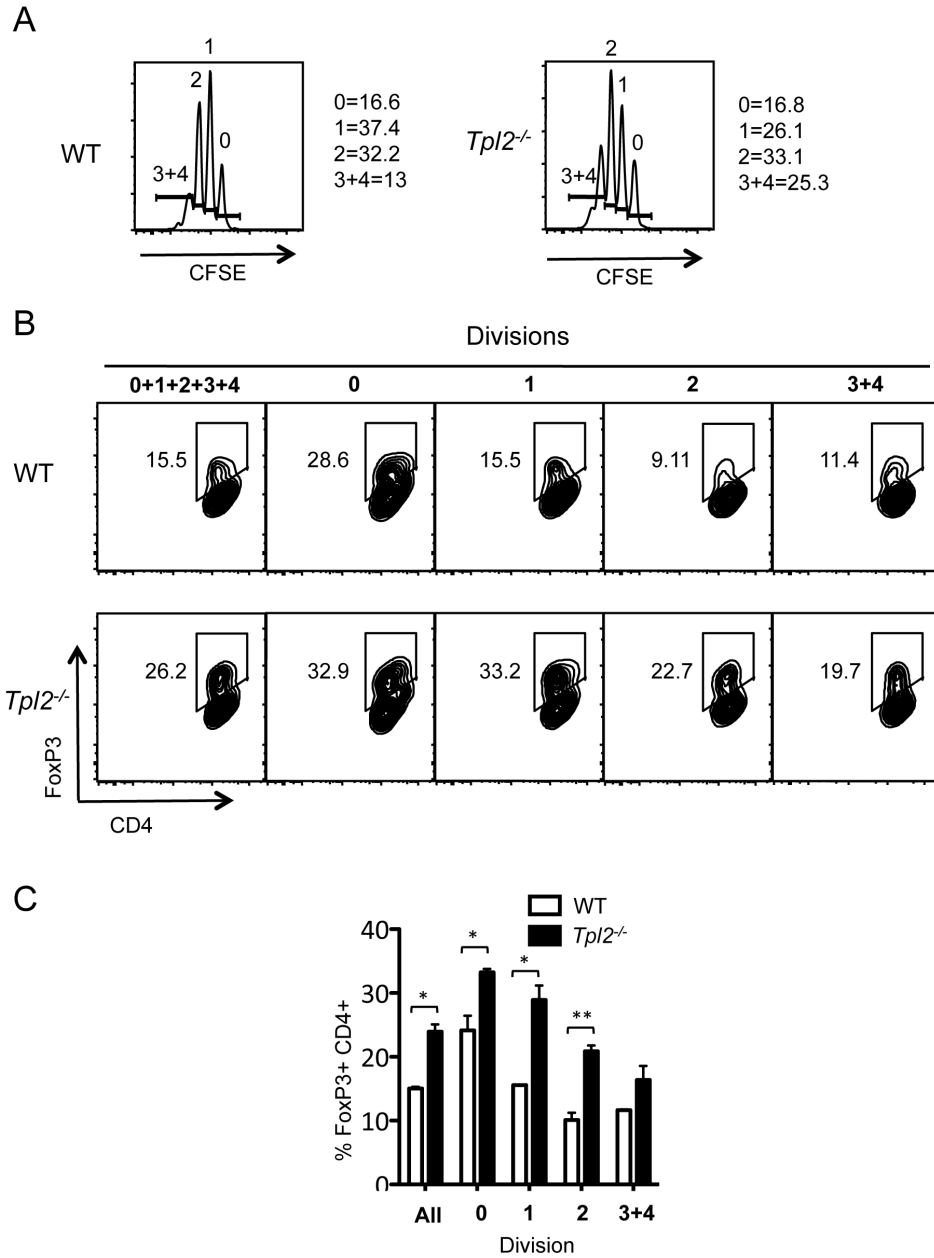 A
WT
1
2
0
3+4
CFSE
0=16.6
1=37.4
2=32.2
3+4=13
Tpl2-/-
2
1
0
3+4
CFSE
0=16.8
1=26.1
2=33.1
3+4=25.3
B
Divisions
0+1+2+3+4 0 1 2 3+4
WT
15.5 28.6 15.5 9.11 11.4
Tpl2-/-
26.2 32.9 33.2 22.7 19.7
FoxP3
CD4
C
WT
Tpl2-/-
% FoxP3+ CD4+
40
30
20
10
0
* * * **
All 0 1 2 3+4
Division